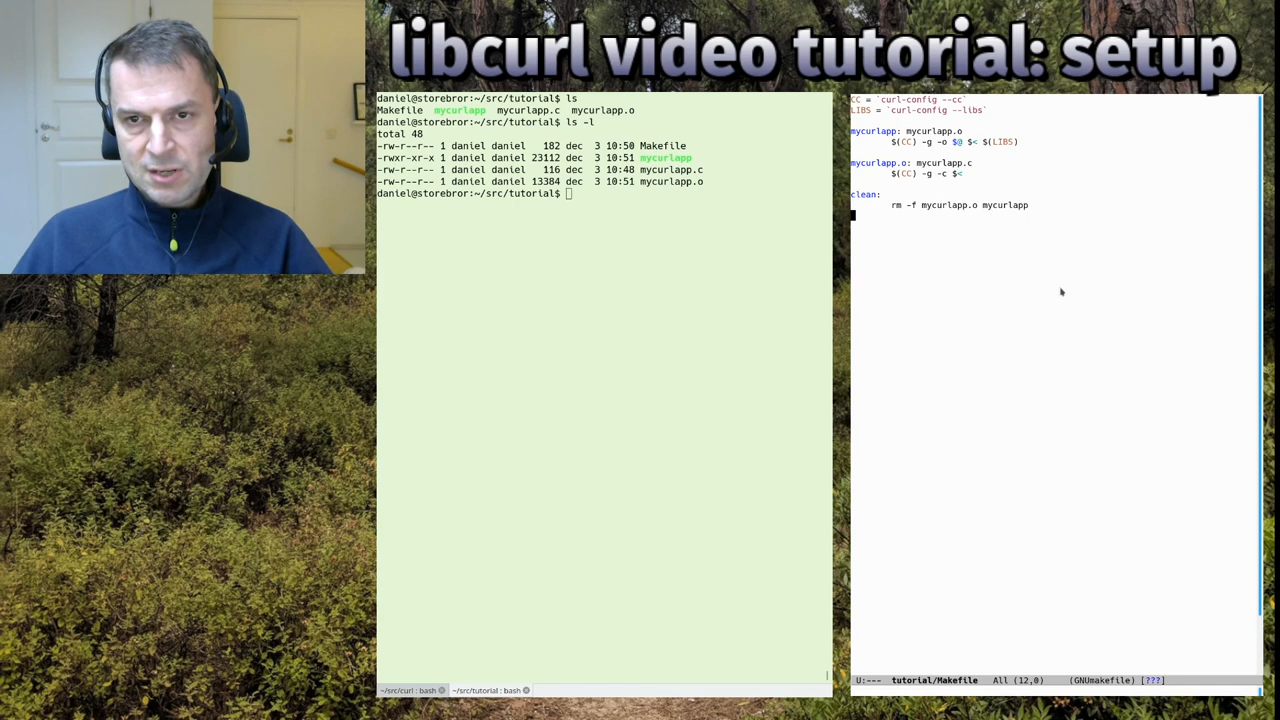 libcurl video tutorial: setup
daniel@storebror:~/src/tutorial$ ls
Makefile  mycurlapp  mycurlapp.c  mycurlapp.o
daniel@storebror:~/src/tutorial$ ls -l
total 48
-rw-r--r-- 1 daniel daniel   182 dec  3 10:50 Makefile
-rwxr-xr-x 1 daniel daniel 23112 dec  3 10:51 mycurlapp
-rw-r--r-- 1 daniel daniel   116 dec  3 10:48 mycurlapp.c
-rw-r--r-- 1 daniel daniel 13384 dec  3 10:51 mycurlapp.o
daniel@storebror:~/src/tutorial$
~/src/curl : bash  ~/src/tutorial : bash
CC = `curl-config --cc`
LIBS = `curl-config --libs`
mycurlapp: mycurlapp.o
$(CC) -g -o $@ $< $(LIBS)
mycurlapp.o: mycurlapp.c
$(CC) -g -c $<
clean:
rm -f mycurlapp.o mycurlapp
U:---  tutorial/Makefile   All (12,0)     (GNUmakefile) [???]